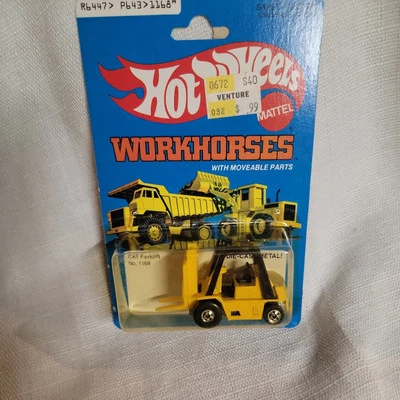 R6447> P643>1168*
Hot Wheels
0672 S40
VENTURE
032 $ .99
MATTEL
WORKHORSES
WITH MOVEABLE PARTS
CAT Forklift
No. 1168
DIE-CAST METAL!